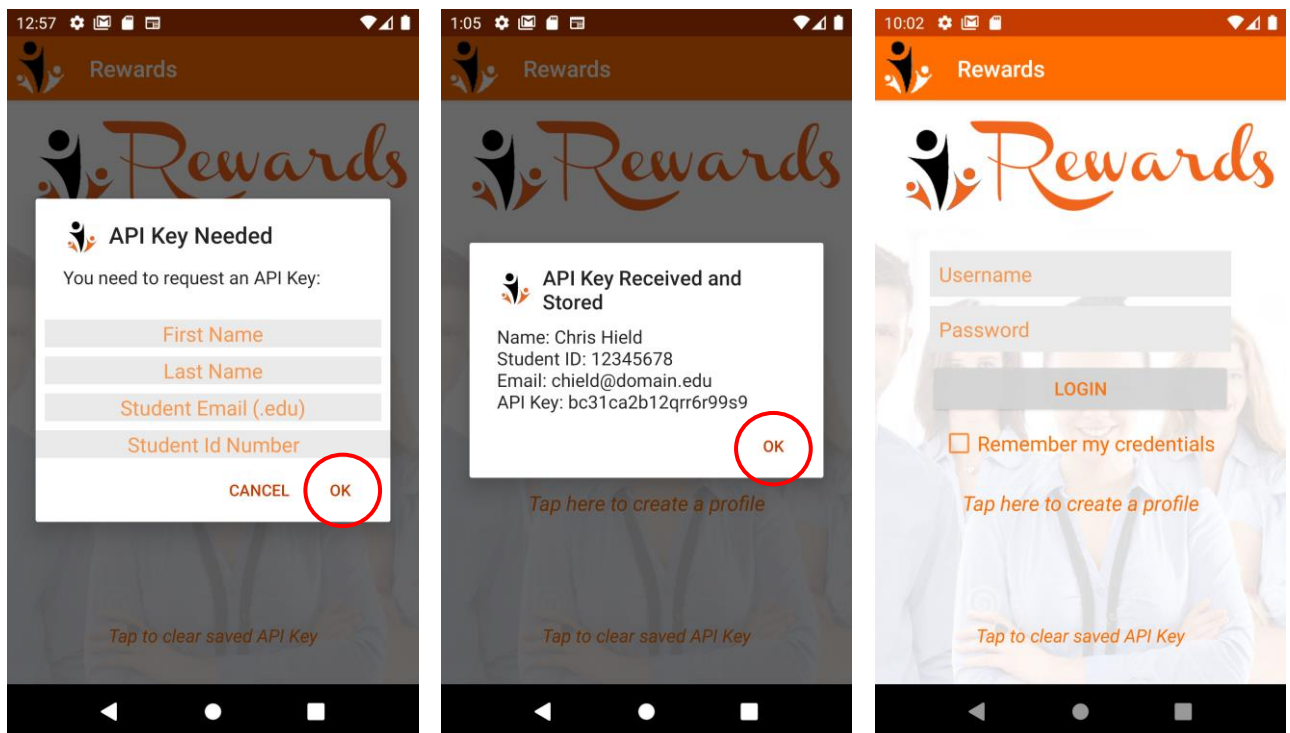 12:57
Rewards
Rewards
API Key Needed
You need to request an API Key:
First Name
Last Name
Student Email (.edu)
Student Id Number
CANCEL OK
Tap to clear saved API Key
1:05
Rewards
Rewards
API Key Received and
Stored
Name: Chris Hield
Student ID: 12345678
Email: chield@domain.edu
API Key: bc31ca2b12qrr6r99s9
OK
Tap here to create a profile
Tap to clear saved API Key
10:02
Rewards
Rewards
Username
Password
LOGIN
Remember my credentials
Tap here to create a profile
Tap to clear saved API Key